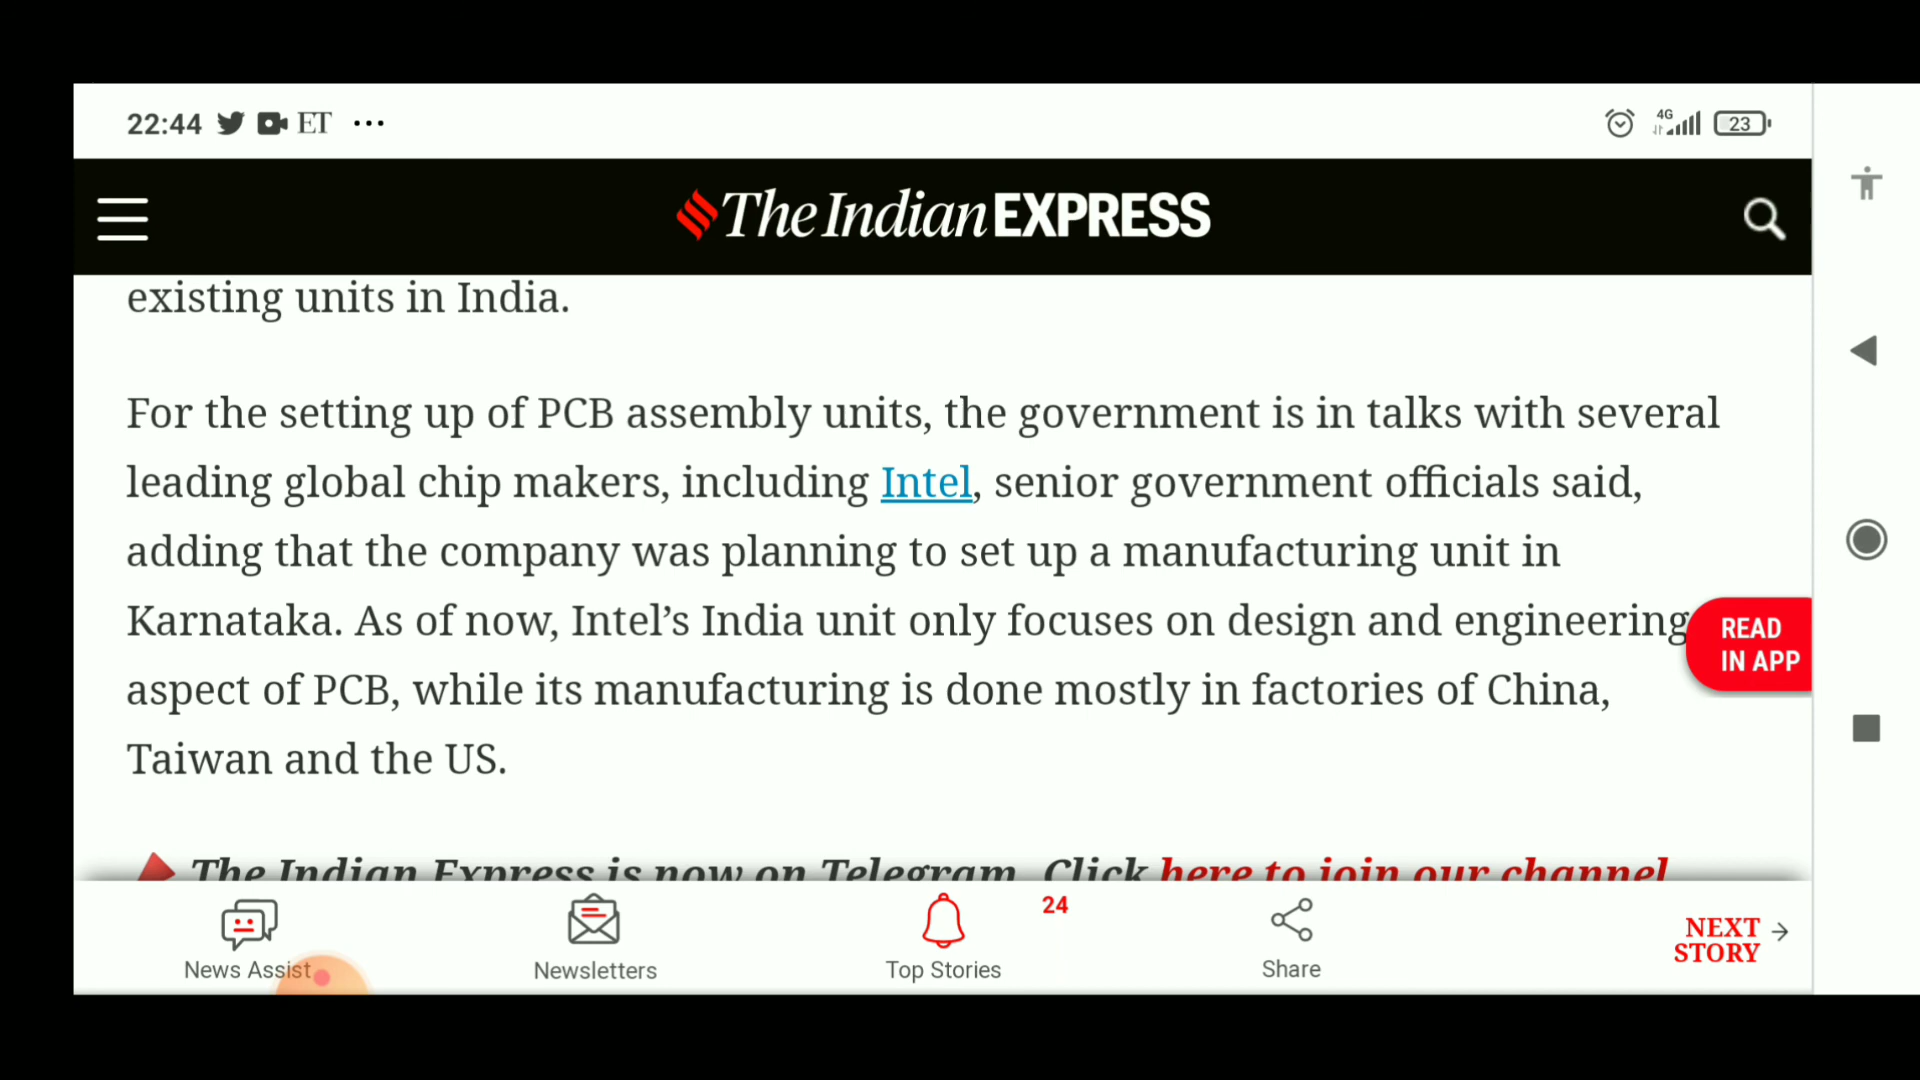 22:44 ET ...
4G 23
The Indian EXPRESS
existing units in India.
For the setting up of PCB assembly units, the government is in talks with several
leading global chip makers, including Intel, senior government officials said,
adding that the company was planning to set up a manufacturing unit in
Karnataka. As of now, Intel’s India unit only focuses on design and engineering
aspect of PCB, while its manufacturing is done mostly in factories of China,
Taiwan and the US.
READ
IN APP
The Indian Express is now on Telegram. Click here to join our channel
News Assist
Newsletters
24
Top Stories
Share
NEXT →
STORY